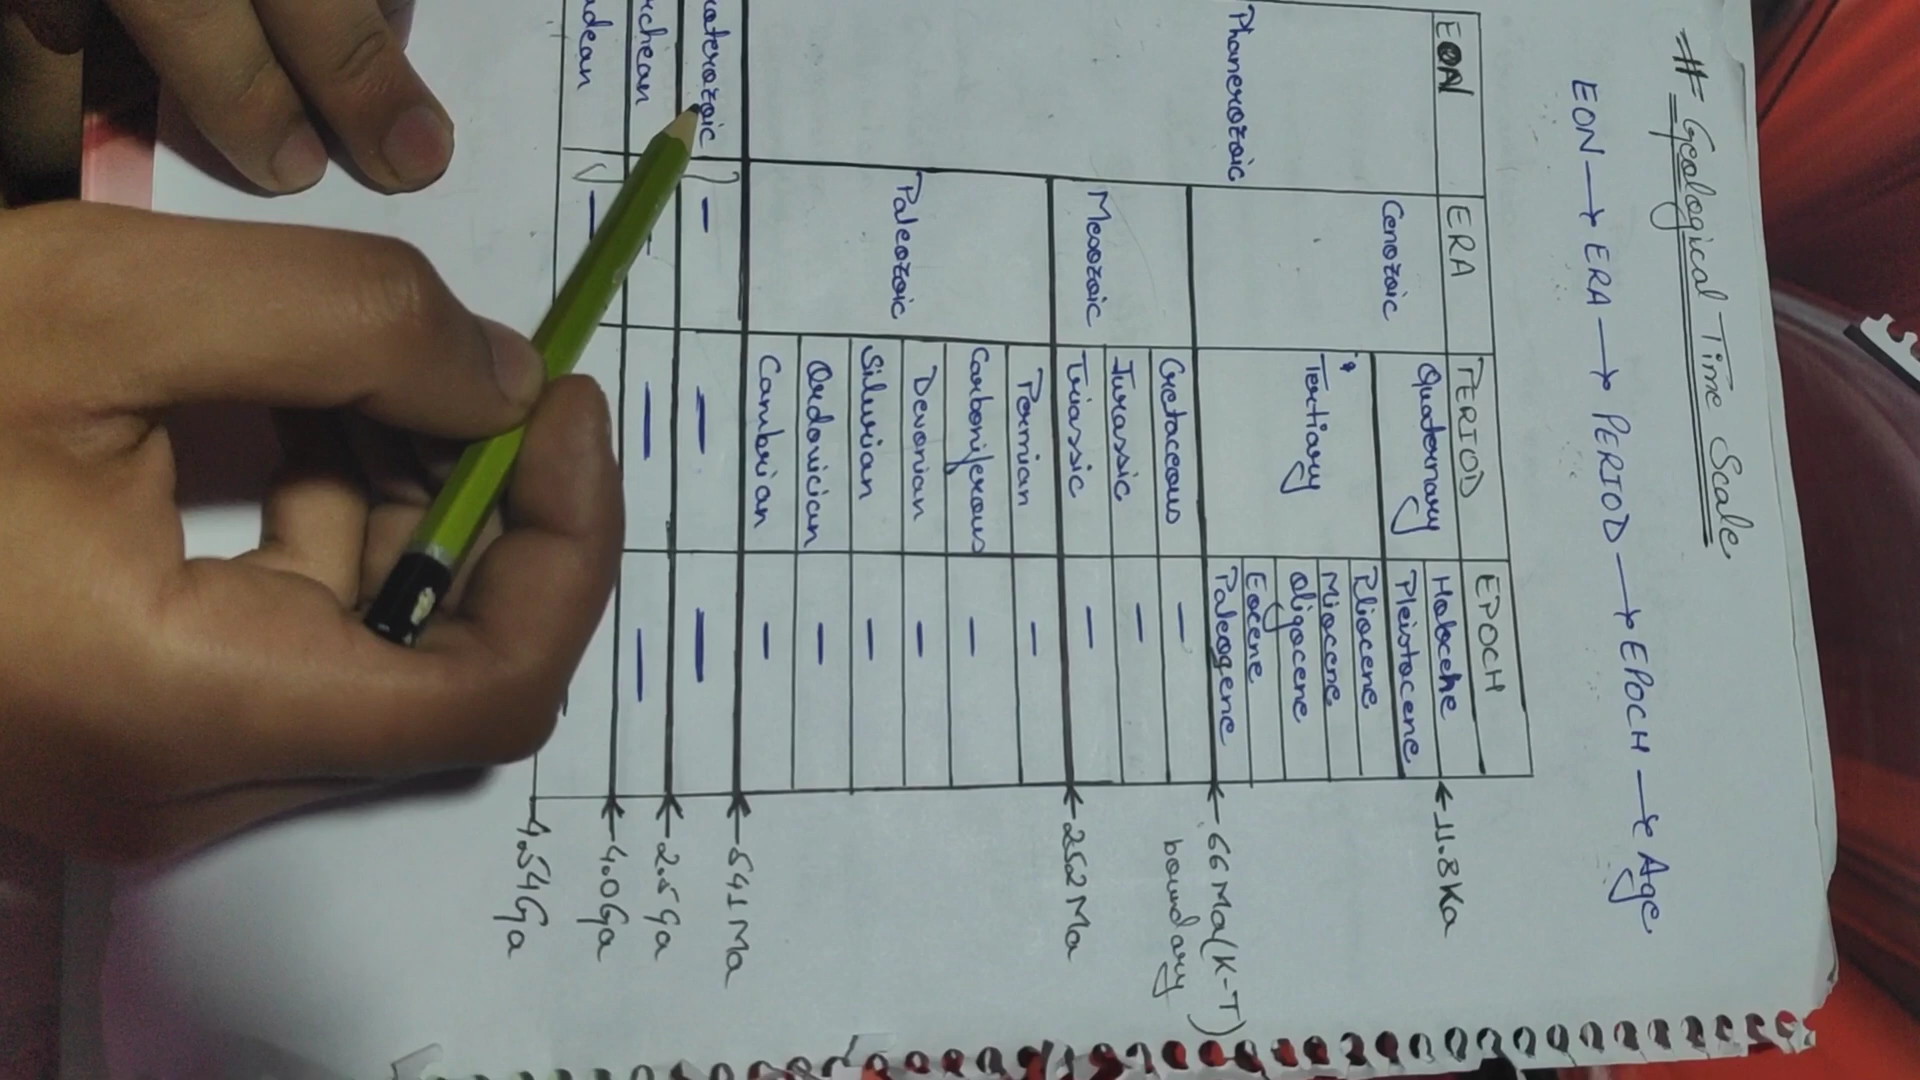 # Geological Time Scale
EON → ERA → PERIOD → EPOCH → Age
EON ERA PERIOD EPOCH
Phanerozoic Cenozoic Quaternary Holocene
← 11.8 Ka
Pleistocene
Tertiary Pliocene
Miocene
Oligocene
Eocene
Paleogene
← 66 Ma (K-T)
boundary
Mesozoic Cretaceous —
Jurassic —
Triassic —
← 252 Ma
Paleozoic Permian —
Carboniferous —
Devonian —
Silurian —
Ordovician —
Cambrian —
← 541 Ma
roterozoic — — —
← 2.5 Ga
rchean — — —
← 4.0 Ga
adean —
4.54 Ga